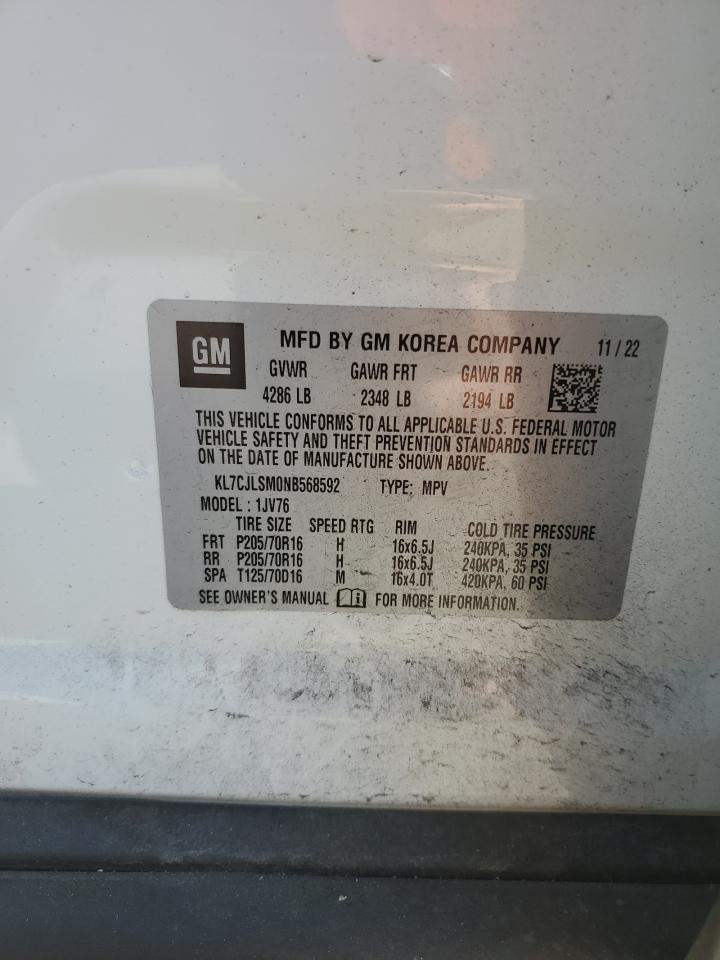 GM
MFD BY GM KOREA COMPANY 11/22
GVWR GAWR FRT GAWR RR
4286 LB 2348 LB 2194 LB
THIS VEHICLE CONFORMS TO ALL APPLICABLE U.S. FEDERAL MOTOR
VEHICLE SAFETY AND THEFT PREVENTION STANDARDS IN EFFECT
ON THE DATE OF MANUFACTURE SHOWN ABOVE.
KL7CJLSM0NB568592 TYPE: MPV
MODEL: 1JV76
TIRE SIZE SPEED RTG RIM COLD TIRE PRESSURE
FRT P205/70R16 H 16x6.5J 240KPA, 35 PSI
RR P205/70R16 H 16x6.5J 240KPA, 35 PSI
SPA T125/70D16 M 16x4.0T 420KPA, 60 PSI
SEE OWNER'S MANUAL FOR MORE INFORMATION.